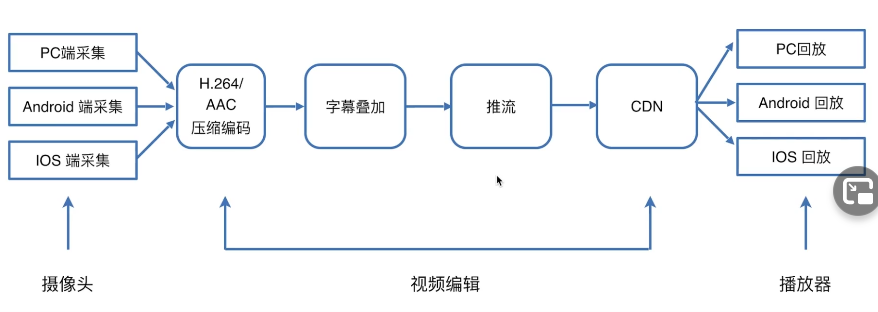 PC端采集
Android 端采集
IOS 端采集
H.264/
AAC
压缩编码
字幕叠加
推流
CDN
PC回放
Android 回放
IOS 回放
摄像头
视频编辑
播放器